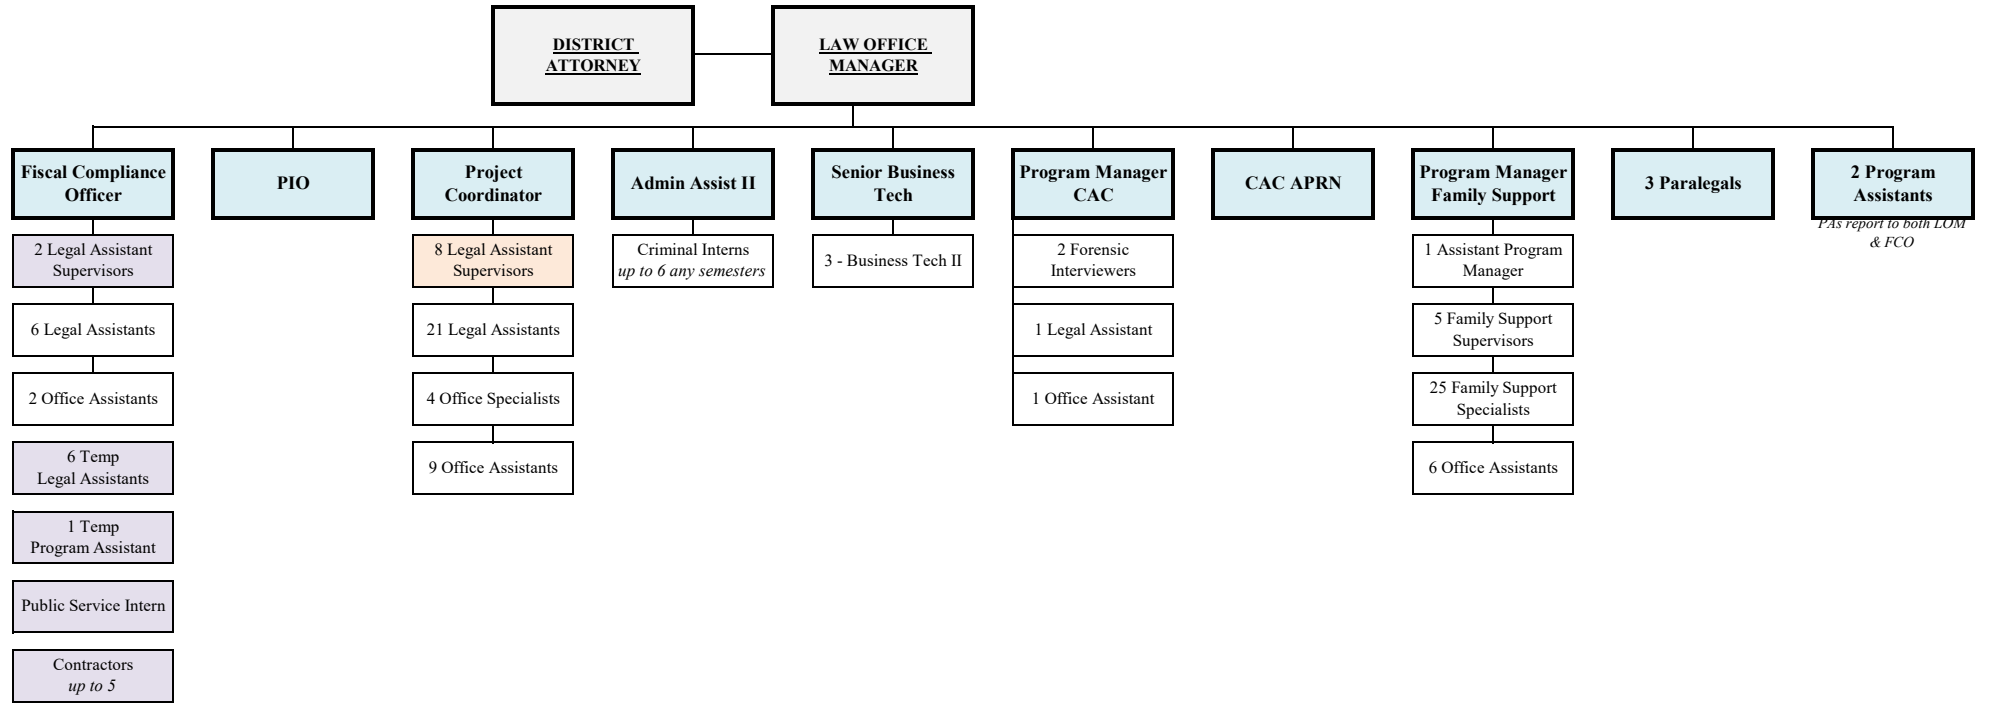 DISTRICT
ATTORNEY
LAW OFFICE
MANAGER
Fiscal Compliance
Officer
PIO
Project
Coordinator
Admin Assist II
Senior Business
Tech
Program Manager
CAC
CAC APRN
Program Manager
Family Support
3 Paralegals
2 Program
Assistants
PAs report to both LOM
& FCO
2 Legal Assistant
Supervisors
6 Legal Assistants
2 Office Assistants
6 Temp
Legal Assistants
1 Temp
Program Assistant
Public Service Intern
Contractors
up to 5
8 Legal Assistant
Supervisors
21 Legal Assistants
4 Office Specialists
9 Office Assistants
Criminal Interns
up to 6 any semesters
3 - Business Tech II
2 Forensic
Interviewers
1 Legal Assistant
1 Office Assistant
1 Assistant Program
Manager
5 Family Support
Supervisors
25 Family Support
Specialists
6 Office Assistants